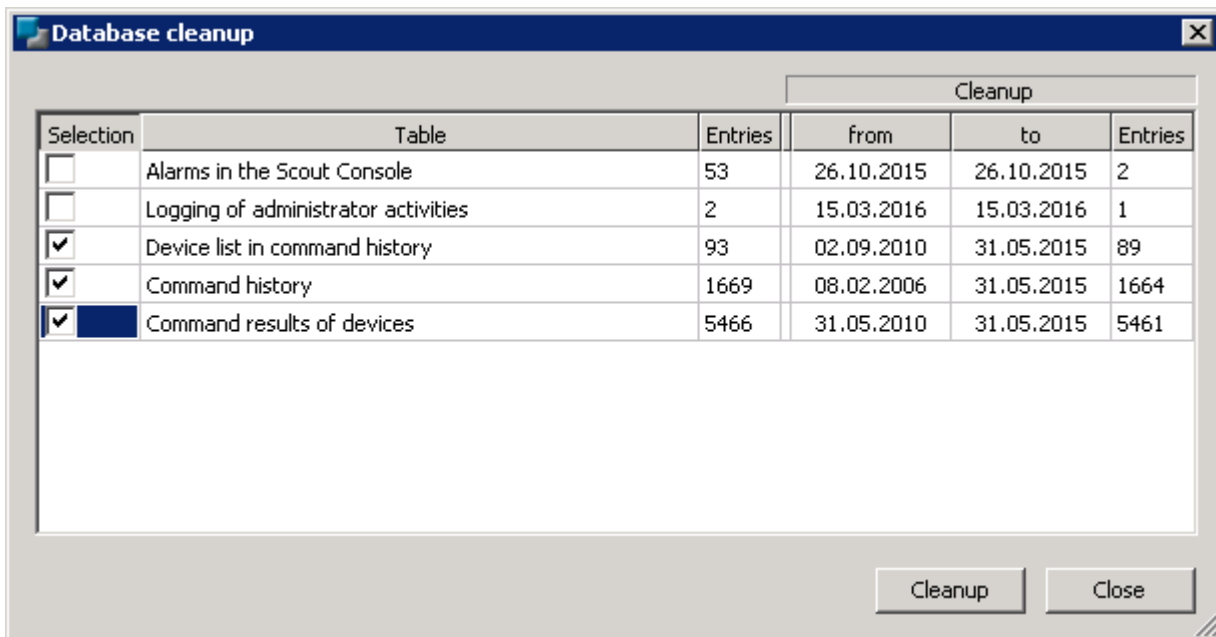 Database cleanup
Cleanup
Selection Table Entries from to Entries
Alarms in the Scout Console 53 26.10.2015 26.10.2015 2
Logging of administrator activities 2 15.03.2016 15.03.2016 1
Device list in command history 93 02.09.2010 31.05.2015 89
Command history 1669 08.02.2006 31.05.2015 1664
Command results of devices 5466 31.05.2010 31.05.2015 5461
Cleanup Close